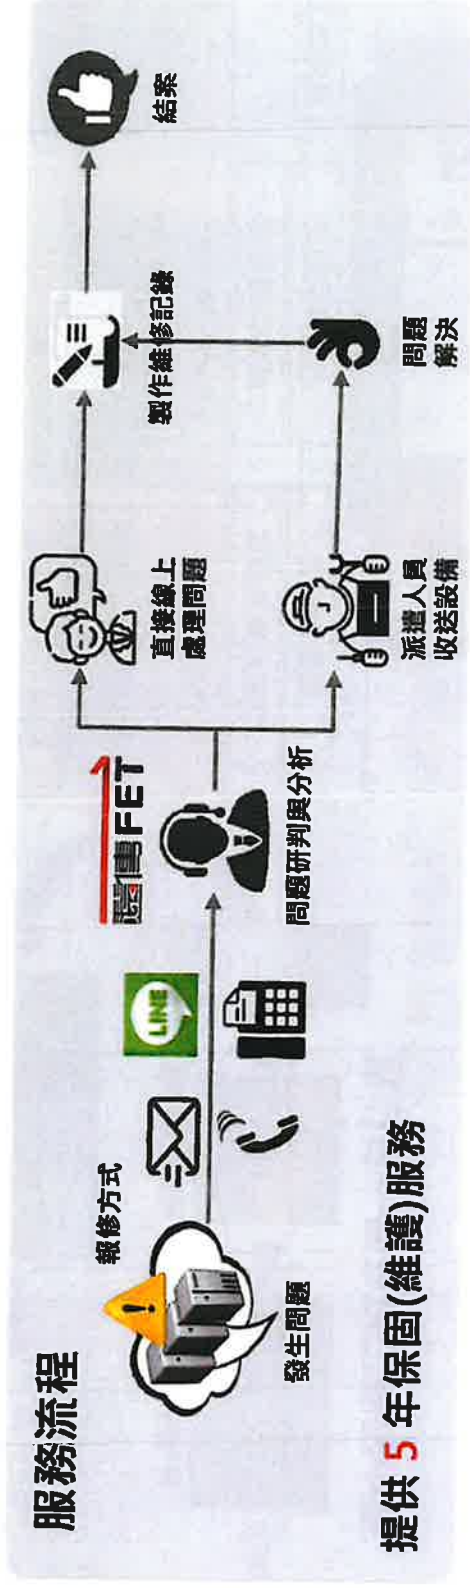 服務流程
報修方式
LINE
發生問題
遠傳FET
問題研判與分析
直接線上
處理問題
派遣人員
收送設備
製作維修記錄
問題
解決
結案
提供 5 年保固(維護)服務